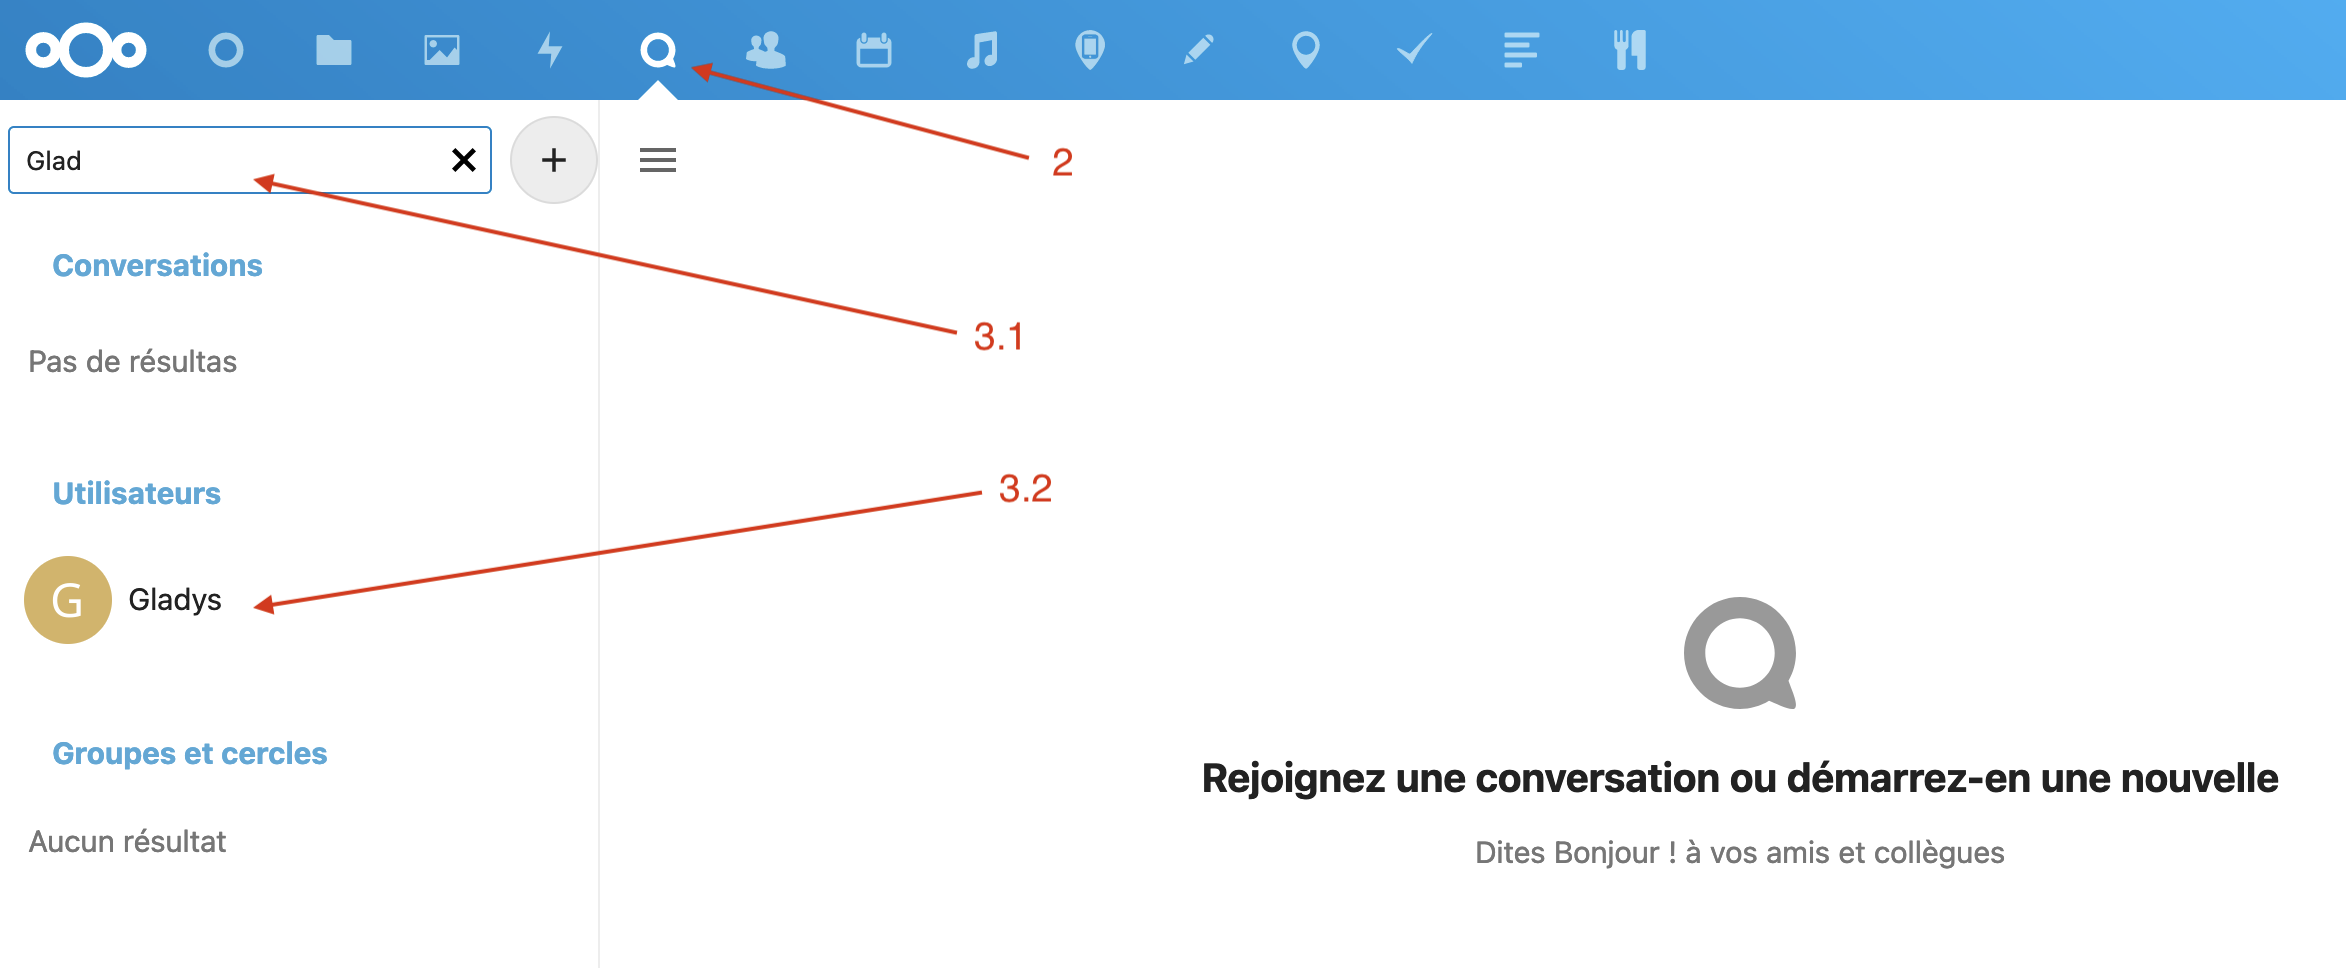 Glad
2
Conversations
3.1
Pas de résultas
Utilisateurs
3.2
G Gladys
Groupes et cercles
Rejoignez une conversation ou démarrez-en une nouvelle
Aucun résultat
Dites Bonjour ! à vos amis et collègues